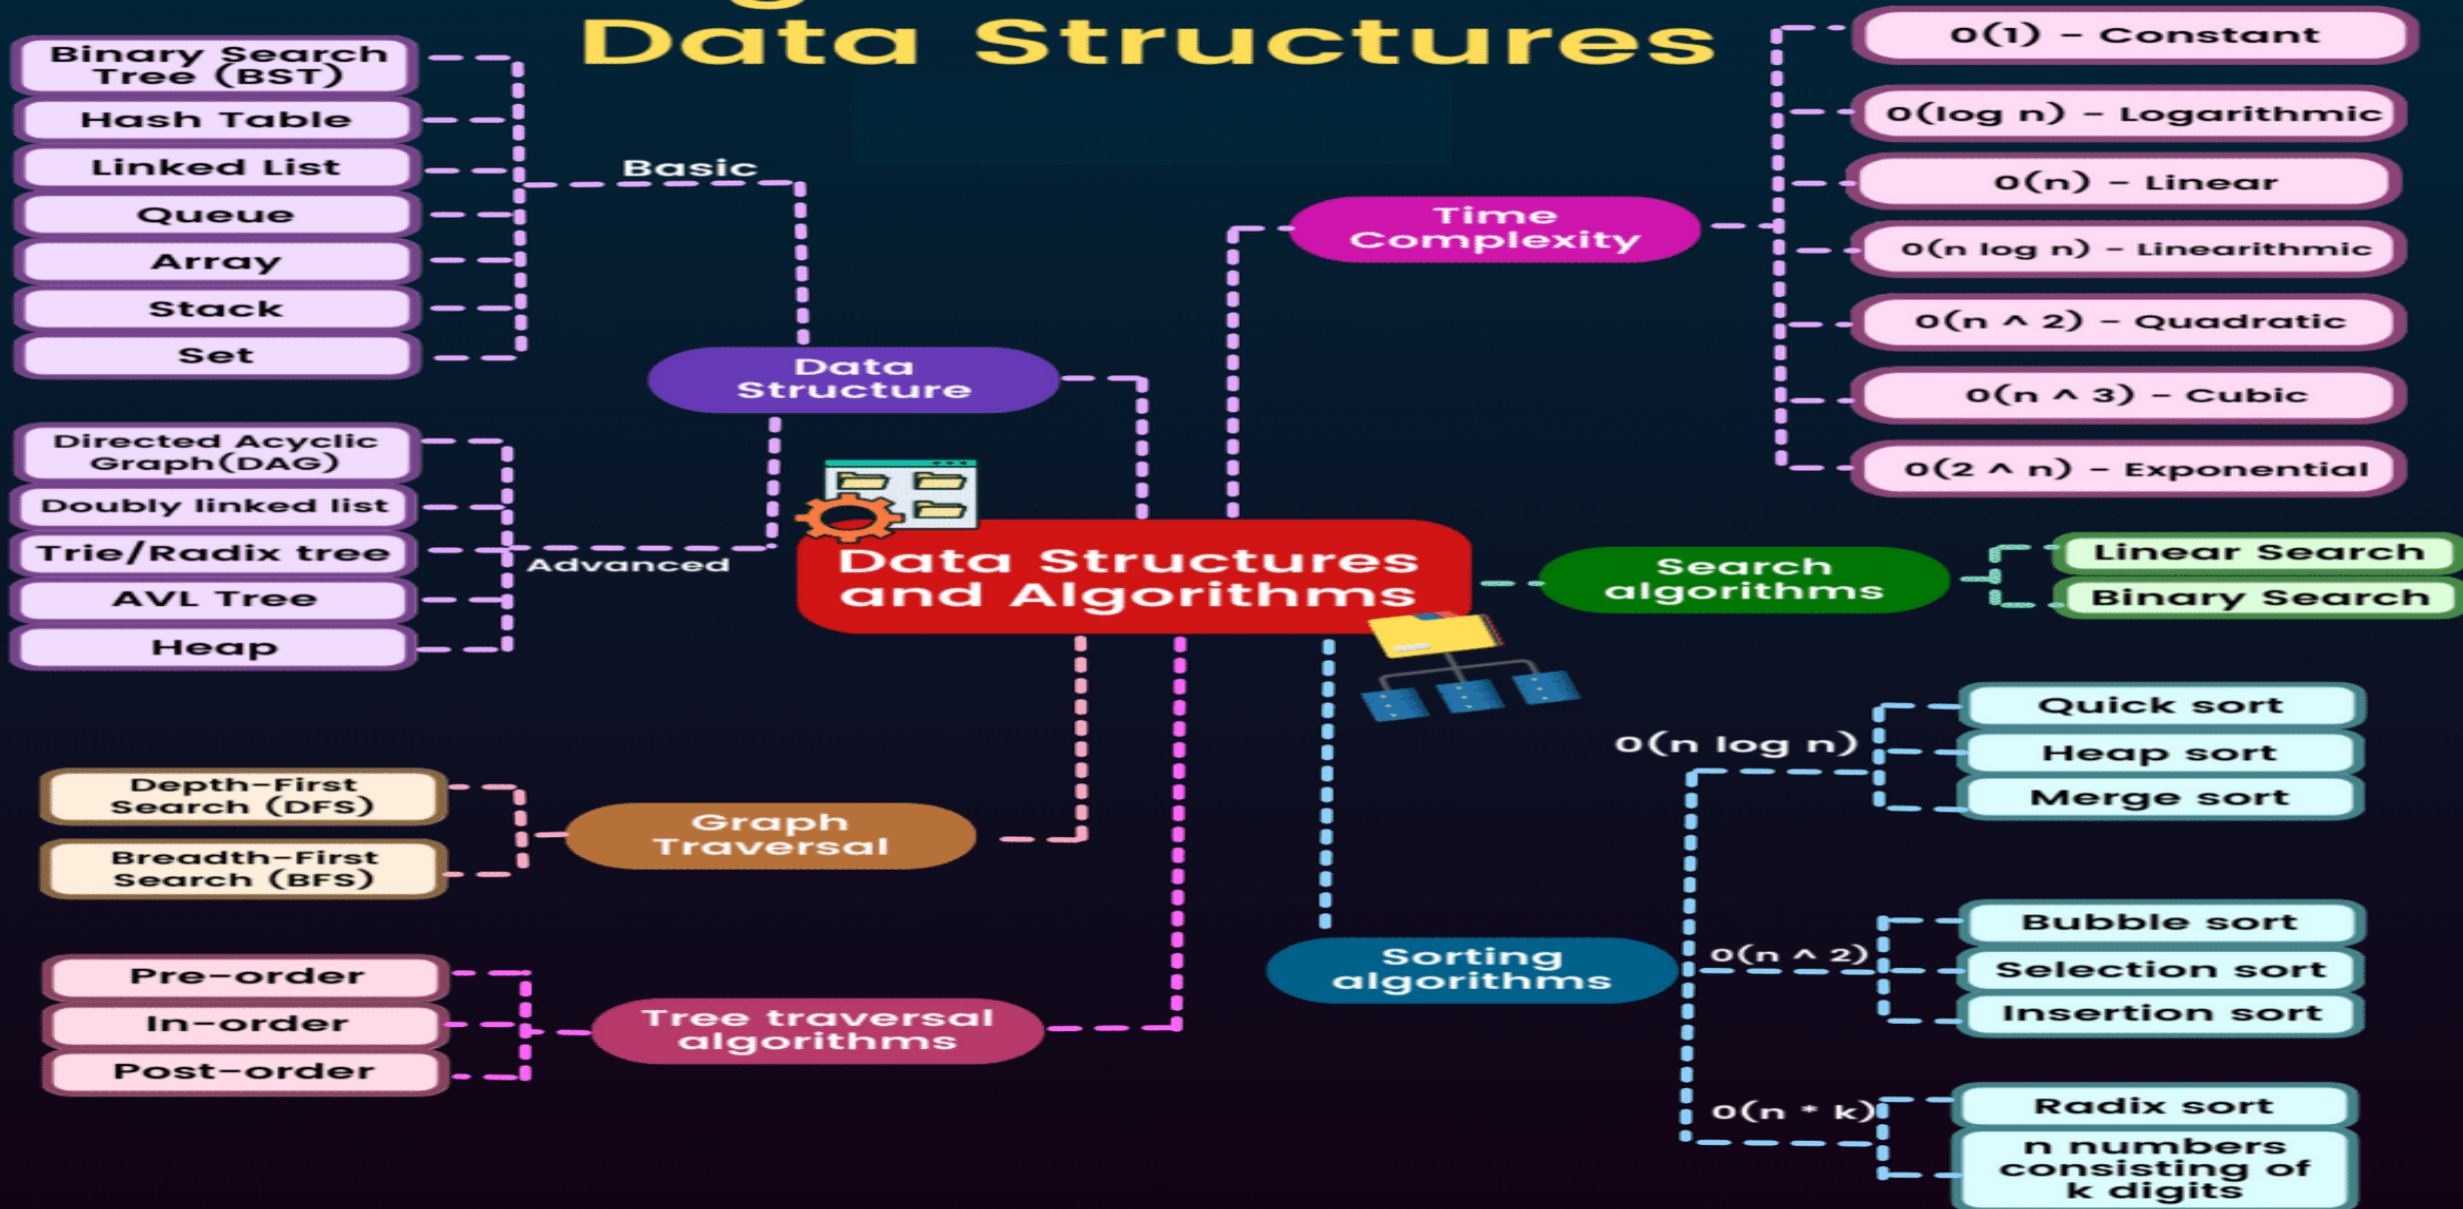 Data Structures
Binary Search
Tree (BST)
Hash Table
Linked List
Queue
Array
Stack
Set
Basic
Data
Structure
Directed Acyclic
Graph(DAG)
Doubly linked list
Trie/Radix tree
AVL Tree
Heap
Advanced
Data Structures
and Algorithms
Time
Complexity
O(1) - Constant
O(log n) - Logarithmic
O(n) - Linear
O(n log n) - Linearithmic
O(n ^ 2) - Quadratic
O(n ^ 3) - Cubic
O(2 ^ n) - Exponential
Search
algorithms
Linear Search
Binary Search
Depth-First
Search (DFS)
Breadth-First
Search (BFS)
Graph
Traversal
Pre-order
In-order
Post-order
Tree traversal
algorithms
Sorting
algorithms
O(n log n)
Quick sort
Heap sort
Merge sort
O(n ^ 2)
Bubble sort
Selection sort
Insertion sort
O(n * k)
Radix sort
n numbers
consisting of
k digits